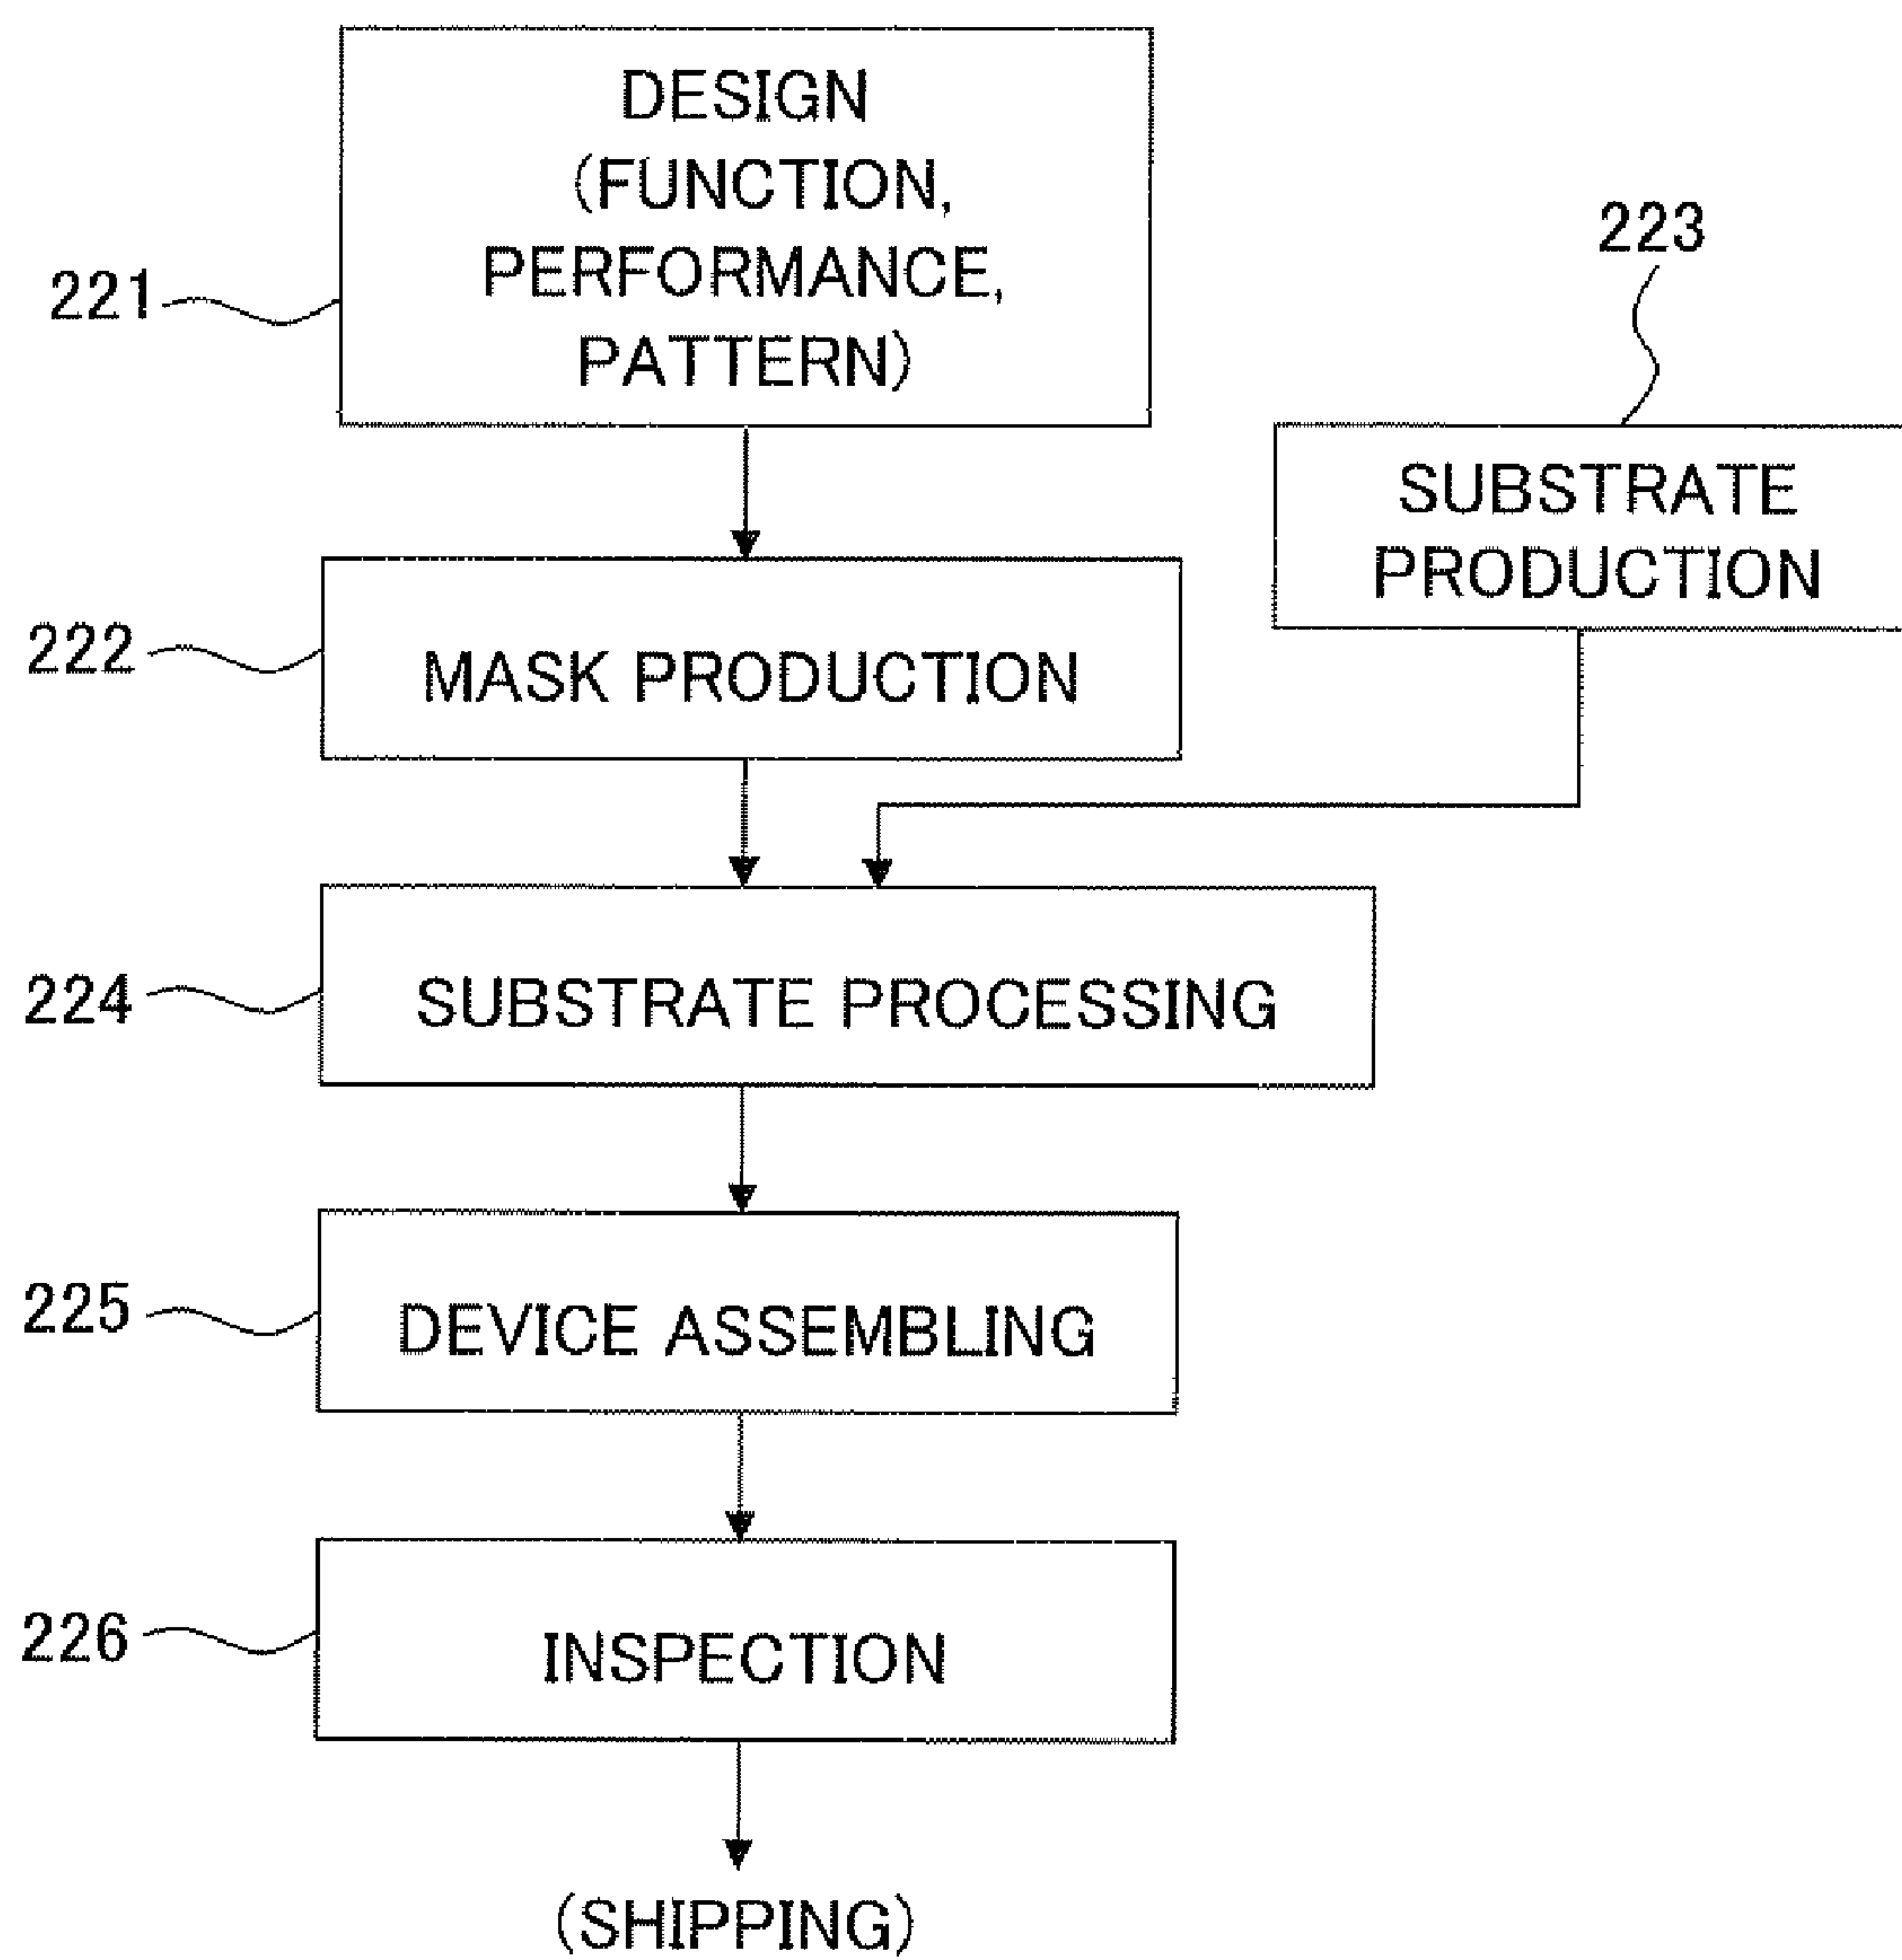 DESIGN
(FUNCTION,
PERFORMANCE,
PATTERN)
221
223
SUBSTRATE
PRODUCTION
222
MASK PRODUCTION
224
SUBSTRATE PROCESSING
225
DEVICE ASSEMBLING
226
INSPECTION
(SHIPPING)